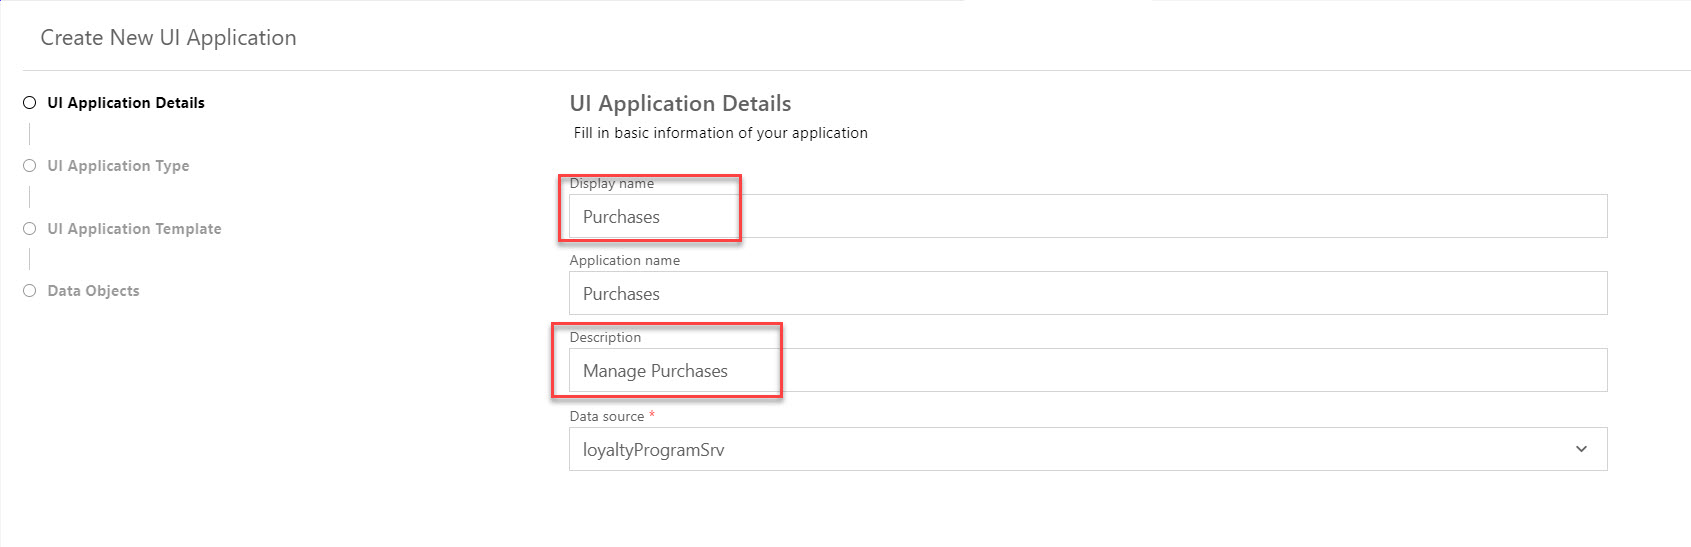 Create New UI Application
UI Application Details
UI Application Type
UI Application Template
Data Objects
UI Application Details
Fill in basic information of your application
Display name
Purchases
Application name
Purchases
Description
Manage Purchases
Data source *
loyaltyProgramSrv